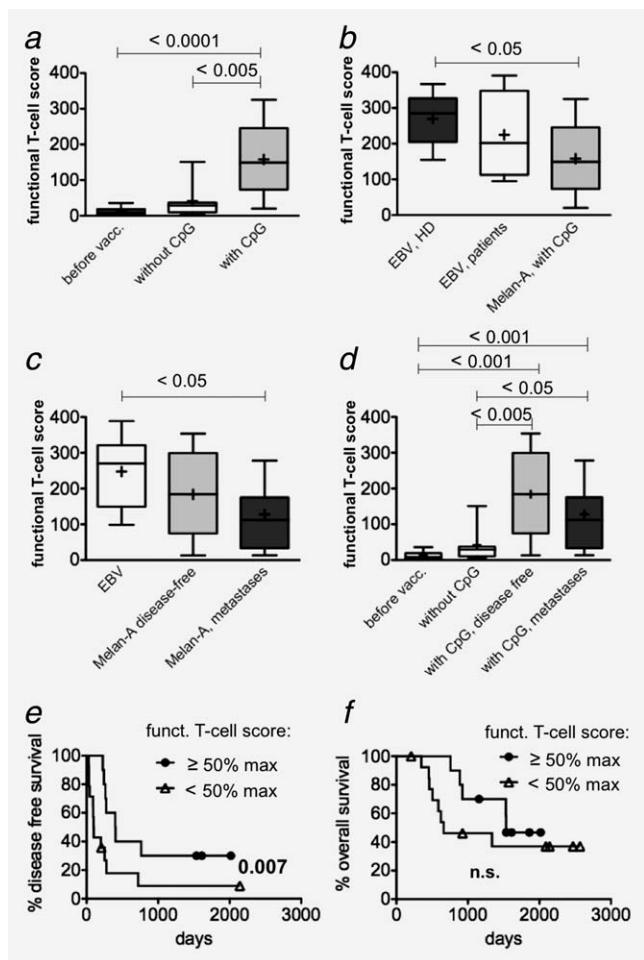 a
< 0.0001
< 0.005
functional T-cell score
400
300
200
100
0
before vacc.
without CpG
with CpG
b
< 0.05
functional T-cell score
400
300
200
100
0
EBV, HD
EBV, patients
Melan-A, with CpG
c
< 0.05
functional T-cell score
400
300
200
100
0
EBV
Melan-A disease-free
Melan-A, metastases
d
< 0.001
< 0.001
< 0.05
< 0.005
functional T-cell score
400
300
200
100
0
before vacc.
without CpG
with CpG, disease free
with CpG, metastases
e
funct. T-cell score:
≥ 50% max
< 50% max
% disease free survival
100
80
60
40
20
0
0.007
0 1000 2000 3000
days
f
funct. T-cell score:
≥ 50% max
< 50% max
% overall survival
100
80
60
40
20
0
n.s.
0 1000 2000 3000
days